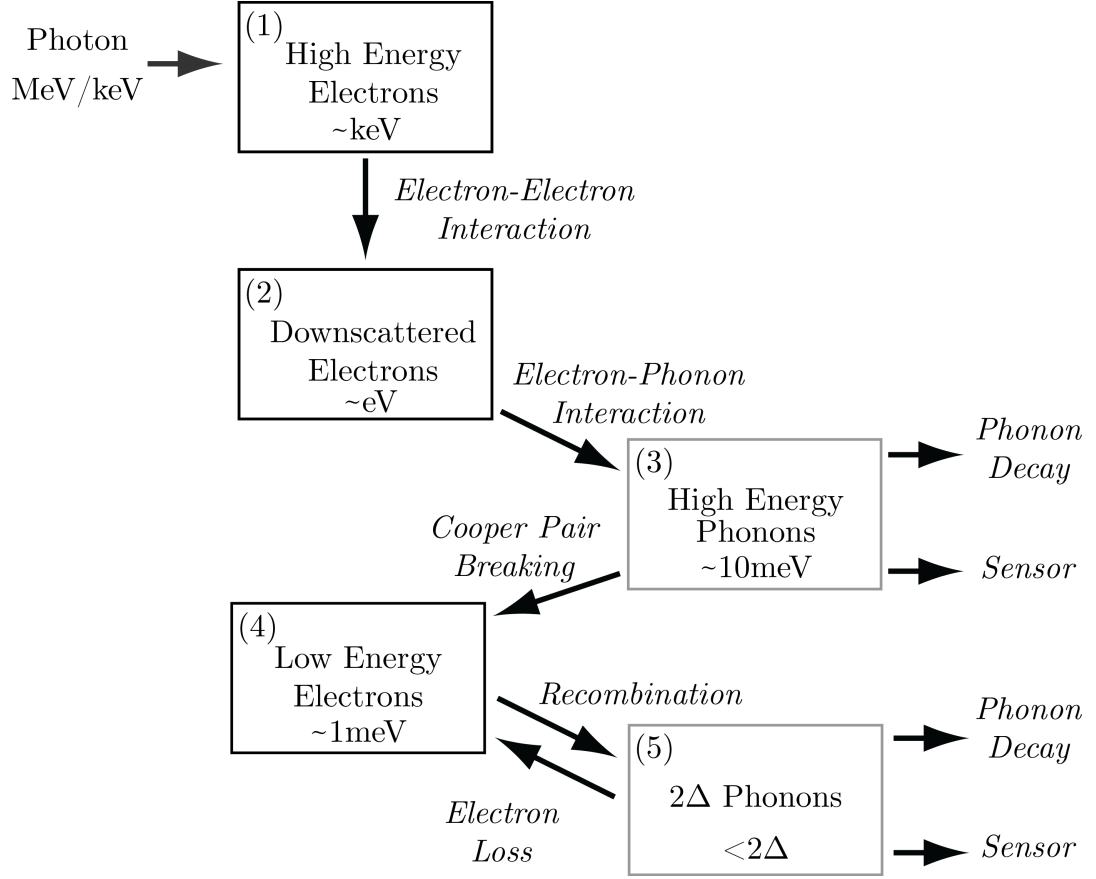 Photon
MeV/keV
(1)
High Energy
Electrons
~keV
Electron-Electron
Interaction
(2)
Downscattered
Electrons
~eV
Electron-Phonon
Interaction
(3)
High Energy
Phonons
~10meV
Phonon
Decay
Sensor
Cooper Pair
Breaking
(4)
Low Energy
Electrons
~1meV
Recombination
(5)
2Δ Phonons
<2Δ
Phonon
Decay
Sensor
Electron
Loss